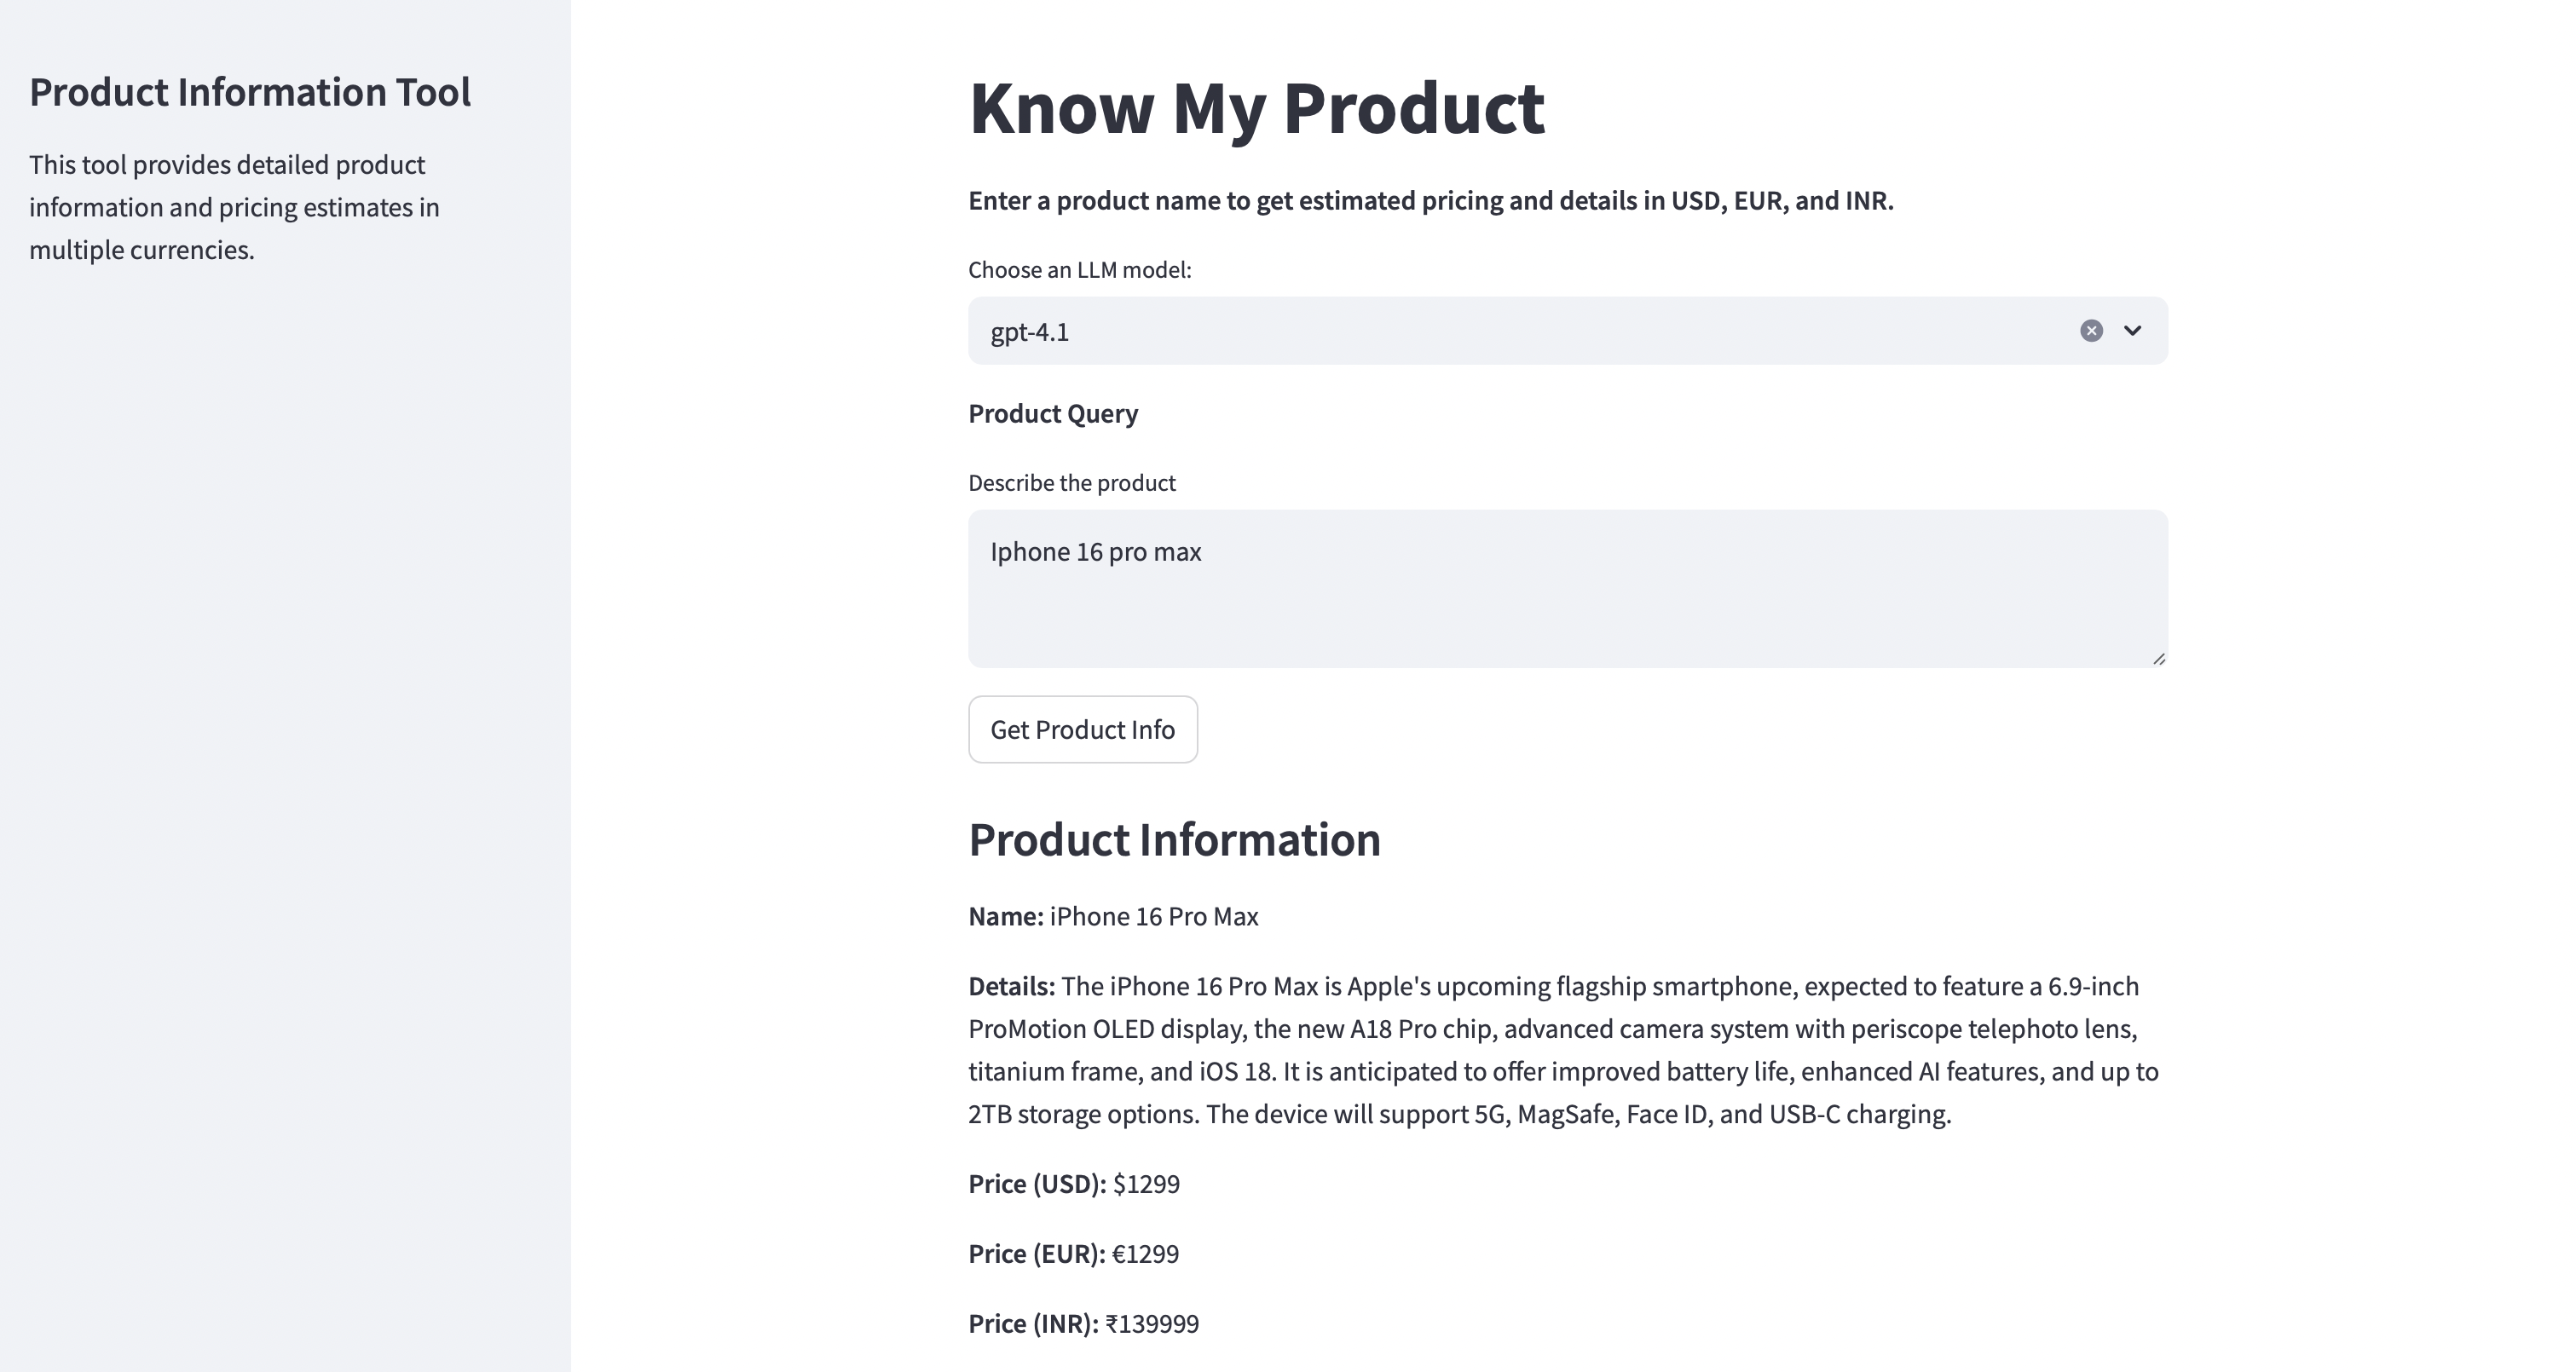 Product Information Tool
This tool provides detailed product
information and pricing estimates in
multiple currencies.
Know My Product
Enter a product name to get estimated pricing and details in USD, EUR, and INR.
Choose an LLM model:
gpt-4.1
Product Query
Describe the product
Iphone 16 pro max
Get Product Info
Product Information
Name: iPhone 16 Pro Max
Details: The iPhone 16 Pro Max is Apple's upcoming flagship smartphone, expected to feature a 6.9-inch
ProMotion OLED display, the new A18 Pro chip, advanced camera system with periscope telephoto lens,
titanium frame, and iOS 18. It is anticipated to offer improved battery life, enhanced AI features, and up to
2TB storage options. The device will support 5G, MagSafe, Face ID, and USB-C charging.
Price (USD): $1299
Price (EUR): €1299
Price (INR): ₹139999